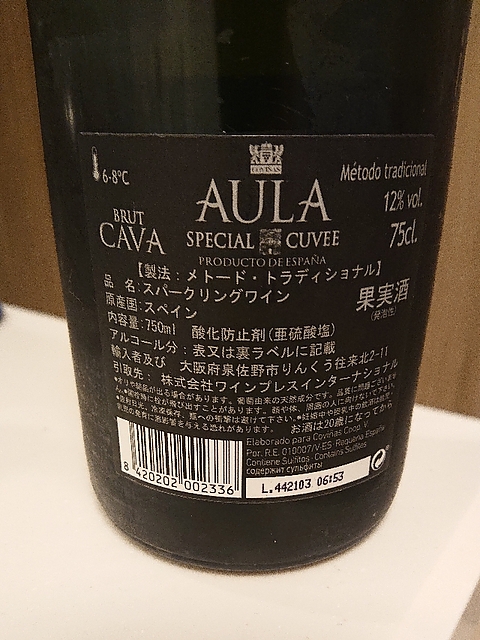 6-8°C
COVIÑAS
Método tradicional
AULA
12% vol.
BRUT
CAVA
SPECIAL CUVEE
75cl.
PRODUCTO DE ESPAÑA
【製法：メトード・トラディショナル】
品 名：スパークリングワイン
果実酒
(発泡性)
原産国：スペイン
内容量：750ml 酸化防止剤(亜硫酸塩)
アルコール分：表又は裏ラベルに記載
輸入者及び 大阪府泉佐野市りんくう往来北2-11
引取先： 株式会社ワインプレスインターナショナル
お酒は20歳になってから
Elaborado para Coviñas Coop. V.
Por. R.E. 010007/V-ES- Requena España
Contiene Sulfitos - Contains Sulfites
содержит сульфиты
8 420202 002336
L.442103 06:53